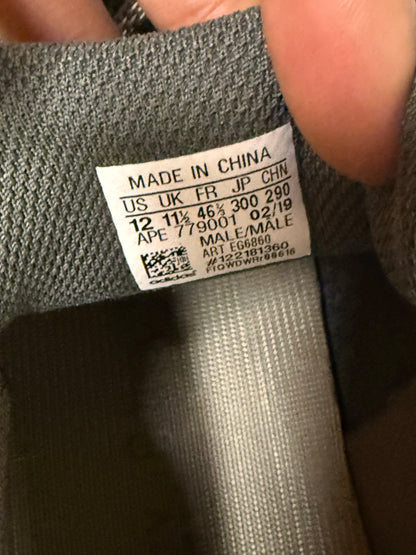 MADE IN CHINA
US UK FR JP CHN
12 11½ 46⅔ 300 290
APE 779001 02/19
MALE/MALE
ART EG6860
#122181360
adidas